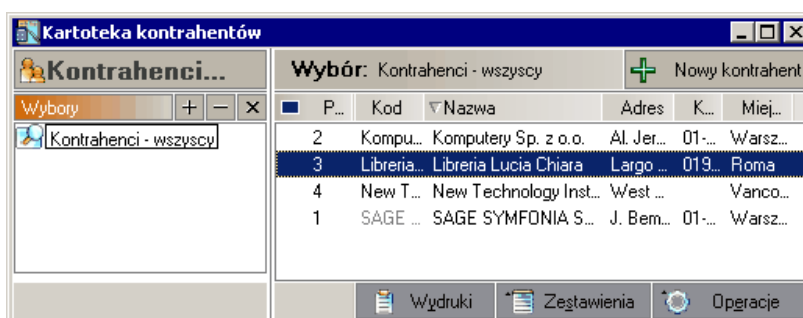 Kartoteka kontrahentów
Kontrahenci...
Wybór: Kontrahenci - wszyscy
Nowy kontrahent
Wybory
P... Kod Nazwa Adres K... Miej...
Kontrahenci - wszyscy
2 Kompu... Komputery Sp. z o.o. Al. Jer... 01-... Warsz...
3 Libreria... Libreria Lucia Chiara Largo ... 019... Roma
4 New T... New Technology Inst... West ... Vanco...
1 SAGE ... SAGE SYMFONIA S... J. Bem... 01-... Warsz...
Wydruki Zestawienia Operacje